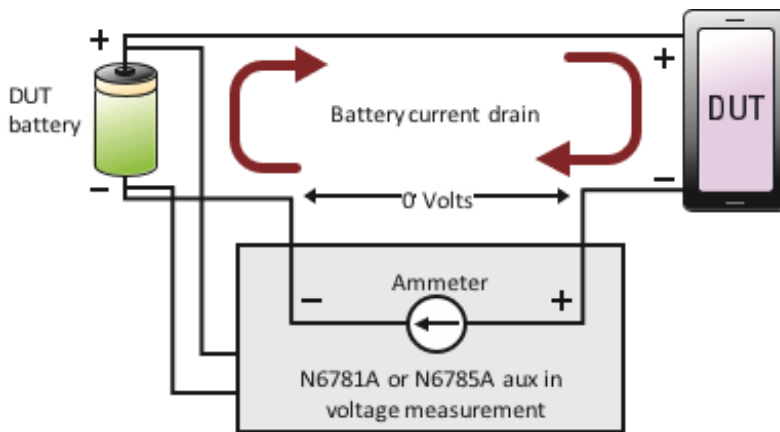 +
DUT
battery
−
Battery current drain
+
DUT
−
0 Volts
Ammeter
−
+
N6781A or N6785A aux in
voltage measurement